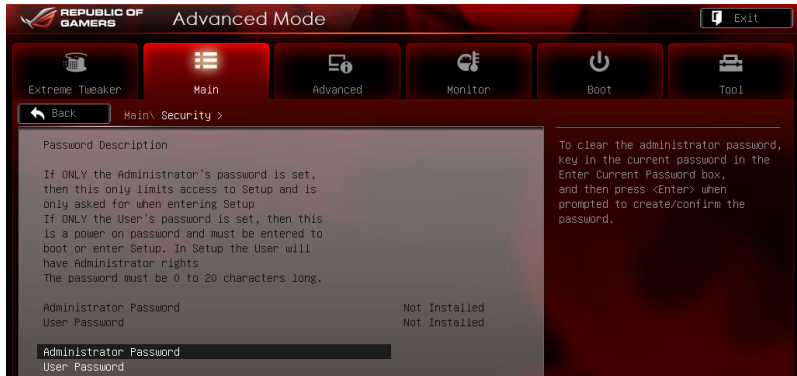 REPUBLIC OF
GAMERS
Advanced Mode
Exit
Extreme Tweaker
Main
Advanced
Monitor
Boot
Tool
Back
Main\ Security >
Password Description
If ONLY the Administrator's password is set,
then this only limits access to Setup and is
only asked for when entering Setup
If ONLY the User's password is set, then this
is a power on password and must be entered to
boot or enter Setup. In Setup the User will
have Administrator rights
The password must be 0 to 20 characters long.
Administrator Password Not Installed
User Password Not Installed
Administrator Password
User Password
To clear the administrator password,
key in the current password in the
Enter Current Password box,
and then press <Enter> when
prompted to create/confirm the
password.